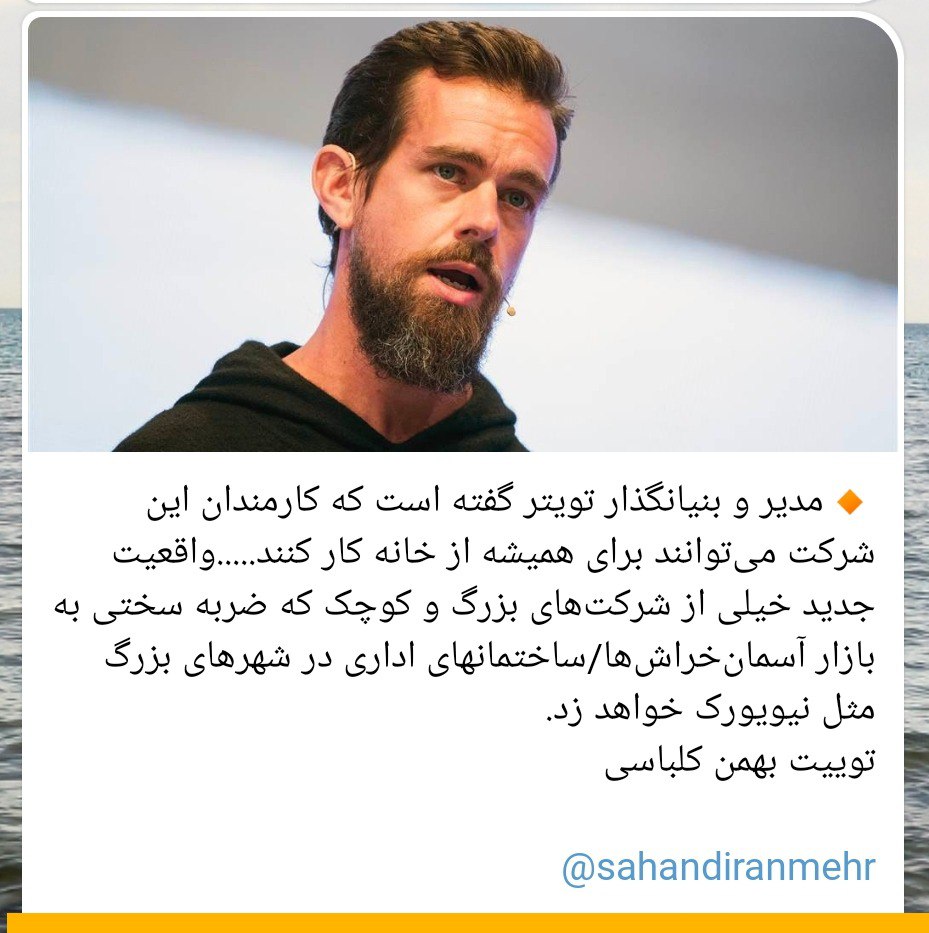 🔸 مدیر و بنیانگذار تویتر گفته است که کارمندان این
شرکت می‌توانند برای همیشه از خانه کار کنند.....واقعیت
جدید خیلی از شرکت‌های بزرگ و کوچک که ضربه سختی به
بازار آسمان‌خراش‌ها/ساختمانهای اداری در شهرهای بزرگ
مثل نیویورک خواهد زد.
توییت بهمن کلباسی
@sahandiranmehr